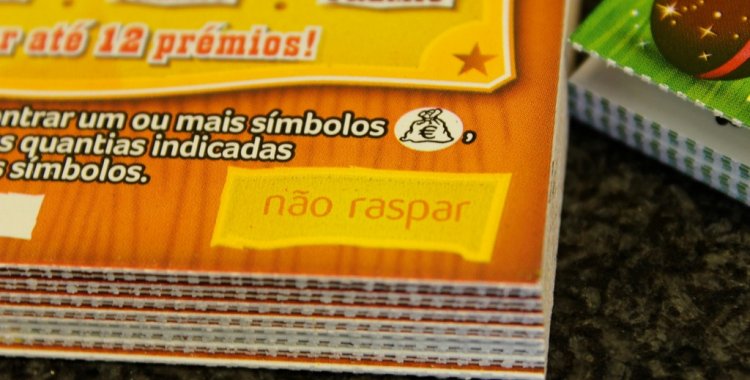 r até 12 prémios!
ntrar um ou mais símbolos €,
s quantias indicadas
s símbolos.
não raspar